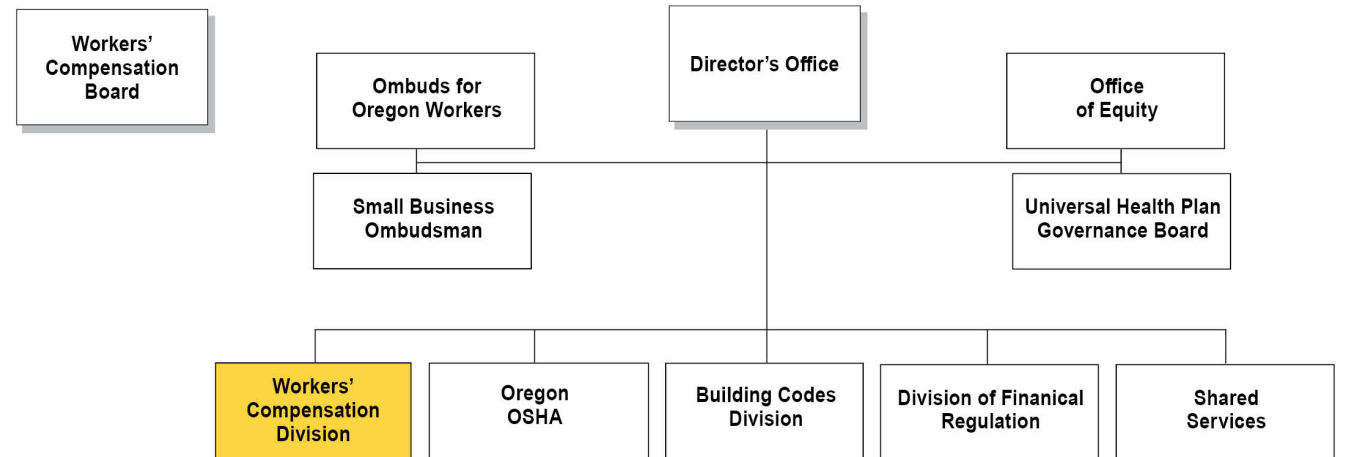 Workers'
Compensation
Board
Ombuds for
Oregon Workers
Director's Office
Office
of Equity
Small Business
Ombudsman
Universal Health Plan
Governance Board
Workers'
Compensation
Division
Oregon
OSHA
Building Codes
Division
Division of Finanical
Regulation
Shared
Services